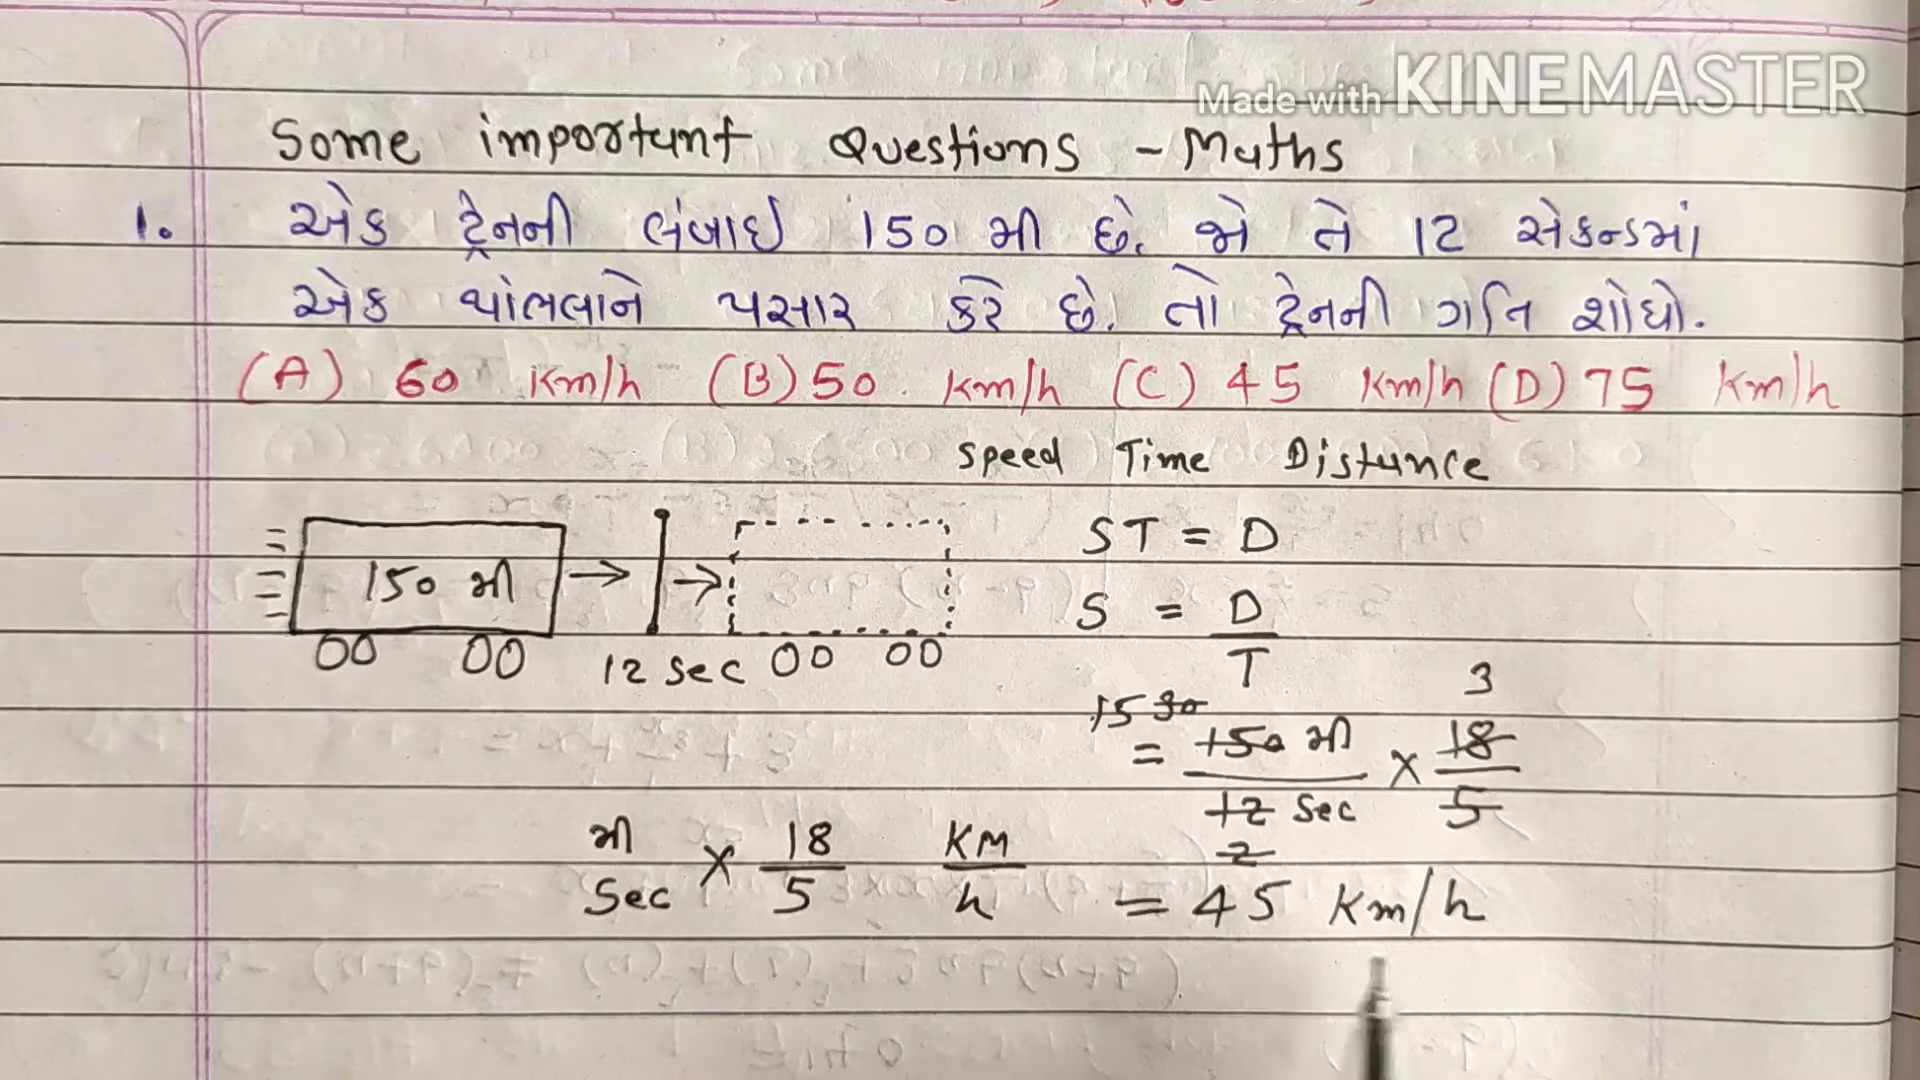 Made with KINEMASTER
Some important Questions - Maths
1. એક ટ્રેનની લંબાઈ 150 મી છે. જો તે 12 સેકન્ડમાં
એક થાંભલાને પસાર કરે છે. તો ટ્રેનની ગતિ શોધો.
(A) 60 Km/h (B) 50 Km/h (C) 45 Km/h (D) 75 Km/h
Speed Time Distance
ST = D
150 મી
S = D
T
12 sec
3
15 30
= 150 મી × 18
12 sec 5
2
મી × 18 KM
Sec 5 h
= 45 Km/h